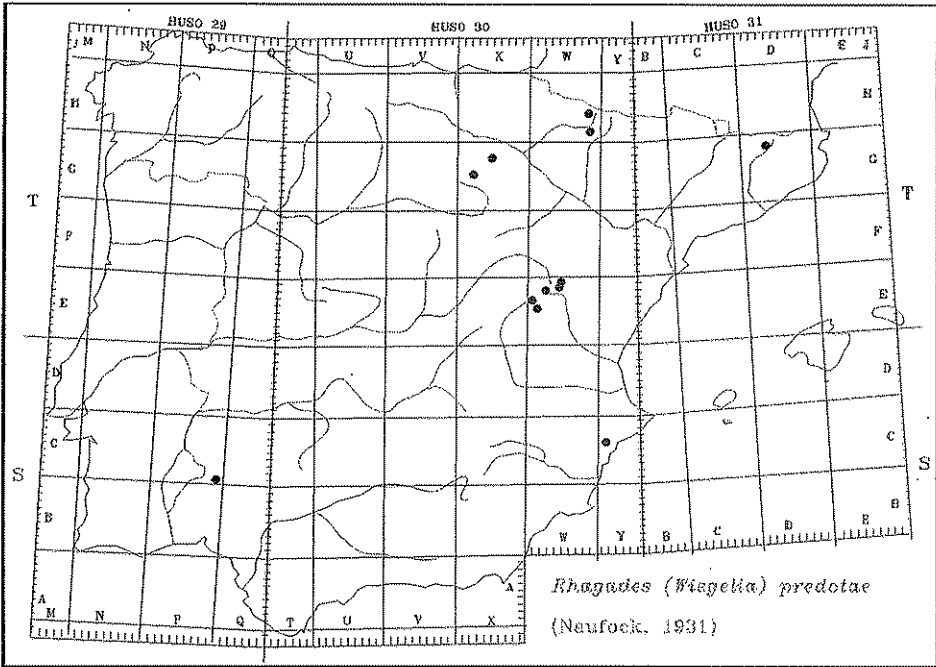 HUSO 29 HUSO 30 HUSO 31
M N P Q U V X W Y B C D E
H H
G G
T T
F F
E E
D D
C C
S S
B W Y B C D E B
A A
M N P Q T U V X
Rhagades (Wiegelia) predotae
(Naufock, 1931)